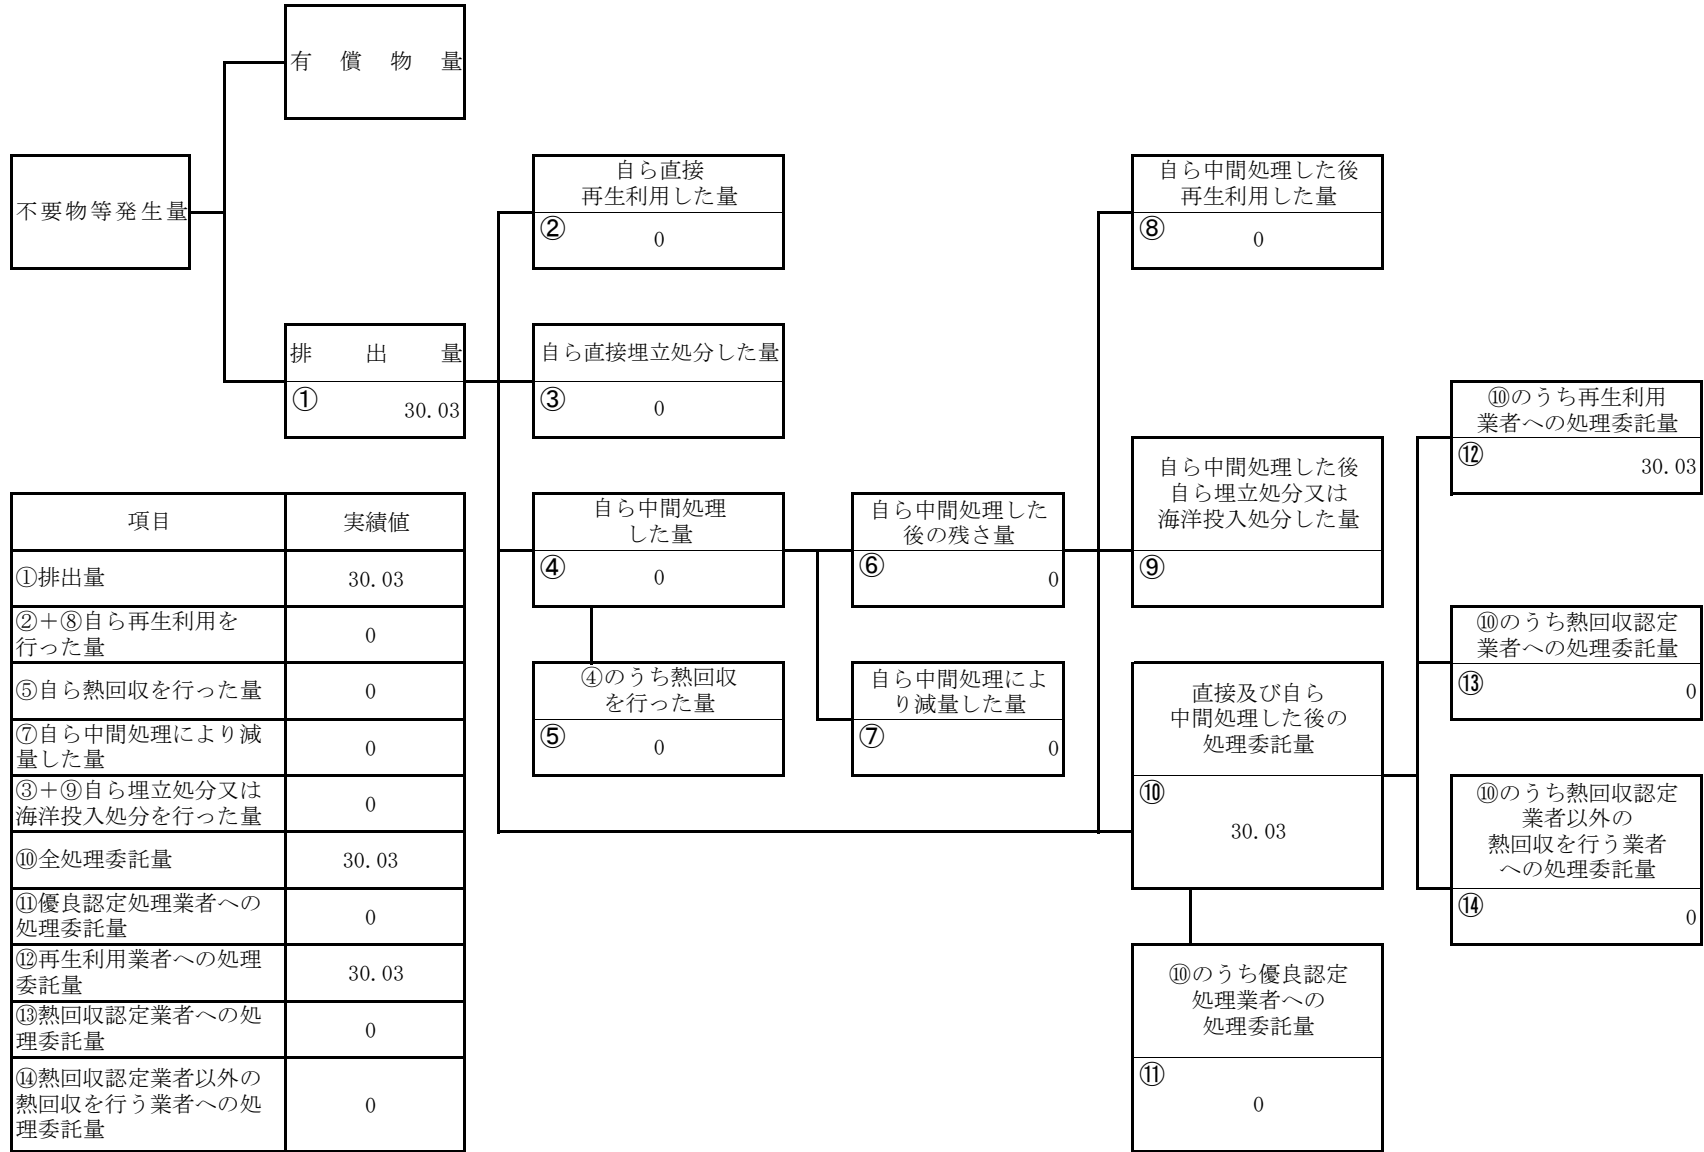 有償物量
不要物等発生量
排出量
①
30.03
自ら直接
再生利用した量
②
0
自ら直接埋立処分した量
③
0
自ら中間処理
した量
④
0
④のうち熱回収
を行った量
⑤
0
自ら中間処理した
後の残さ量
⑥
0
自ら中間処理によ
り減量した量
⑦
0
自ら中間処理した後
再生利用した量
⑧
0
自ら中間処理した後
自ら埋立処分又は
海洋投入処分した量
⑨
直接及び自ら
中間処理した後の
処理委託量
⑩
30.03
⑩のうち優良認定
処理業者への
処理委託量
⑪
0
⑩のうち再生利用
業者への処理委託量
⑫
30.03
⑩のうち熱回収認定
業者への処理委託量
⑬
0
⑩のうち熱回収認定
業者以外の
熱回収を行う業者
への処理委託量
⑭
0
項目 実績値
①排出量 30.03
②+⑧自ら再生利用を
行った量 0
⑤自ら熱回収を行った量 0
⑦自ら中間処理により減
量した量 0
③+⑨自ら埋立処分又は
海洋投入処分を行った量 0
⑩全処理委託量 30.03
⑪優良認定処理業者への
処理委託量 0
⑫再生利用業者への処理
委託量 30.03
⑬熱回収認定業者への処
理委託量 0
⑭熱回収認定業者以外の
熱回収を行う業者への処
理委託量 0